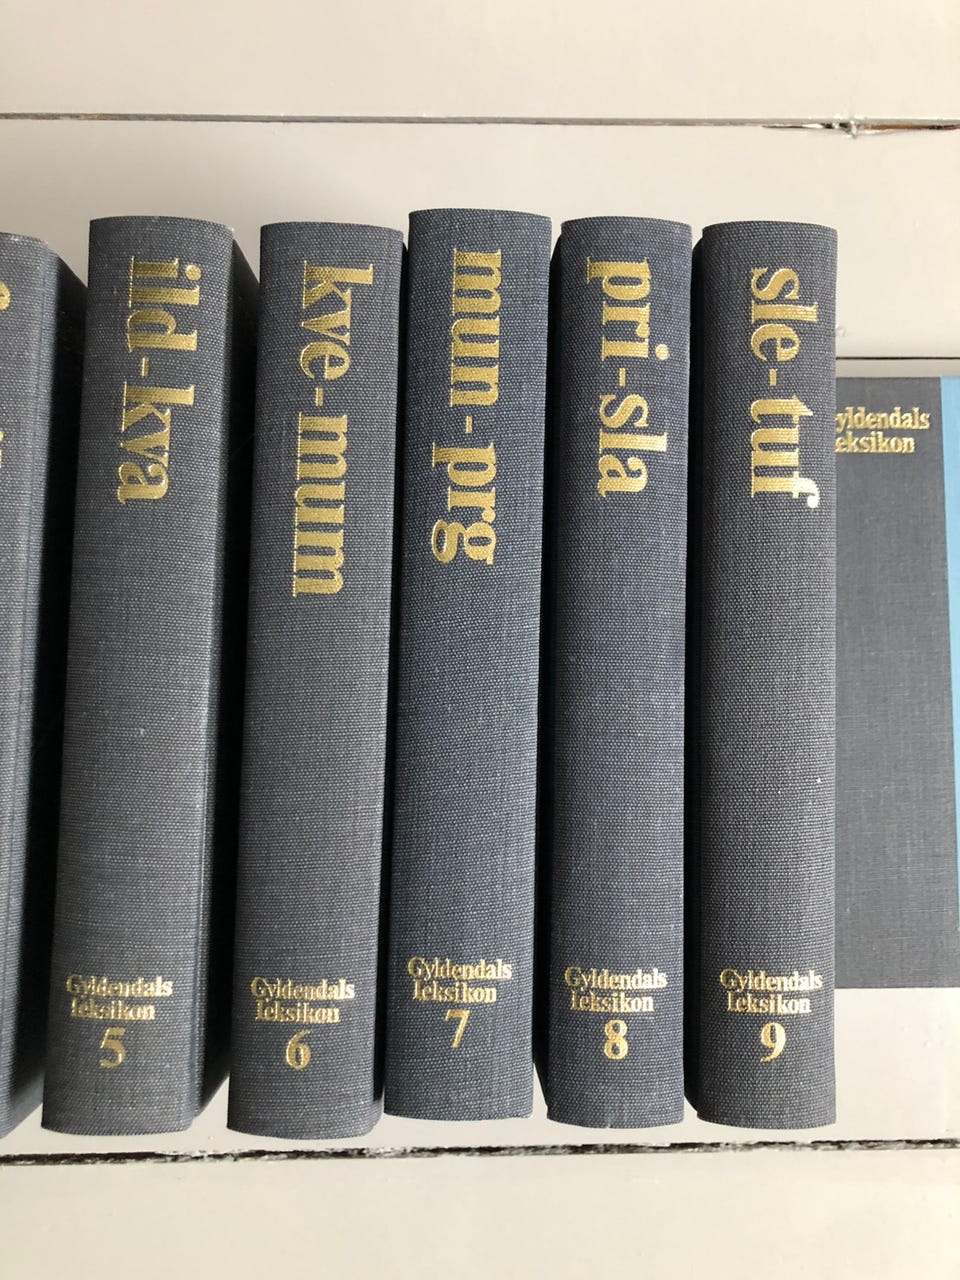 ild-kva
Gyldendals
leksikon
5
kve-mum
Gyldendals
leksikon
6
mun-prg
Gyldendals
leksikon
7
pri-sla
Gyldendals
leksikon
8
sle-tuf
Gyldendals
leksikon
9
yldendals
eksikon